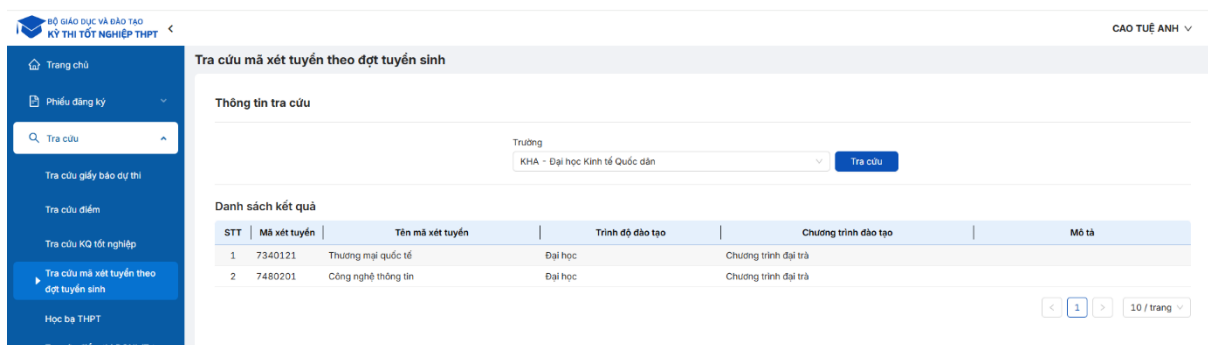 BỘ GIÁO DỤC VÀ ĐÀO TẠO
KỲ THI TỐT NGHIỆP THPT
CAO TUỆ ANH
Trang chủ
Phiếu đăng ký
Tra cứu
Tra cứu giấy báo dự thi
Tra cứu điểm
Tra cứu KQ tốt nghiệp
Tra cứu mã xét tuyển theo
đợt tuyển sinh
Học bạ THPT
Tra cứu mã xét tuyển theo đợt tuyển sinh
Thông tin tra cứu
Trường
KHA - Đại học Kinh tế Quốc dân
Tra cứu
Danh sách kết quả
STT Mã xét tuyển Tên mã xét tuyển Trình độ đào tạo Chương trình đào tạo Mô tả
1 7340121 Thương mại quốc tế Đại học Chương trình đại trà
2 7480201 Công nghệ thông tin Đại học Chương trình đại trà
< 1 > 10 / trang